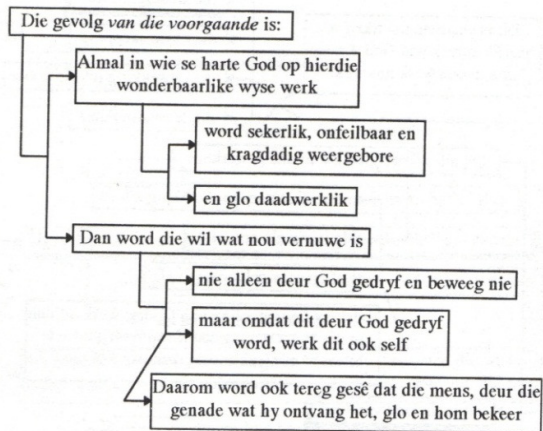 Die gevolg van die voorgaande is:
Almal in wie se harte God op hierdie
wonderbaarlike wyse werk
word sekerlik, onfeilbaar en
kragdadig weergebore
en glo daadwerklik
Dan word die wil wat nou vernuwe is
nie alleen deur God gedryf en beweeg nie
maar omdat dit deur God gedryf
word, werk dit ook self
Daarom word ook tereg gesê dat die mens, deur die
genade wat hy ontvang het, glo en hom bekeer